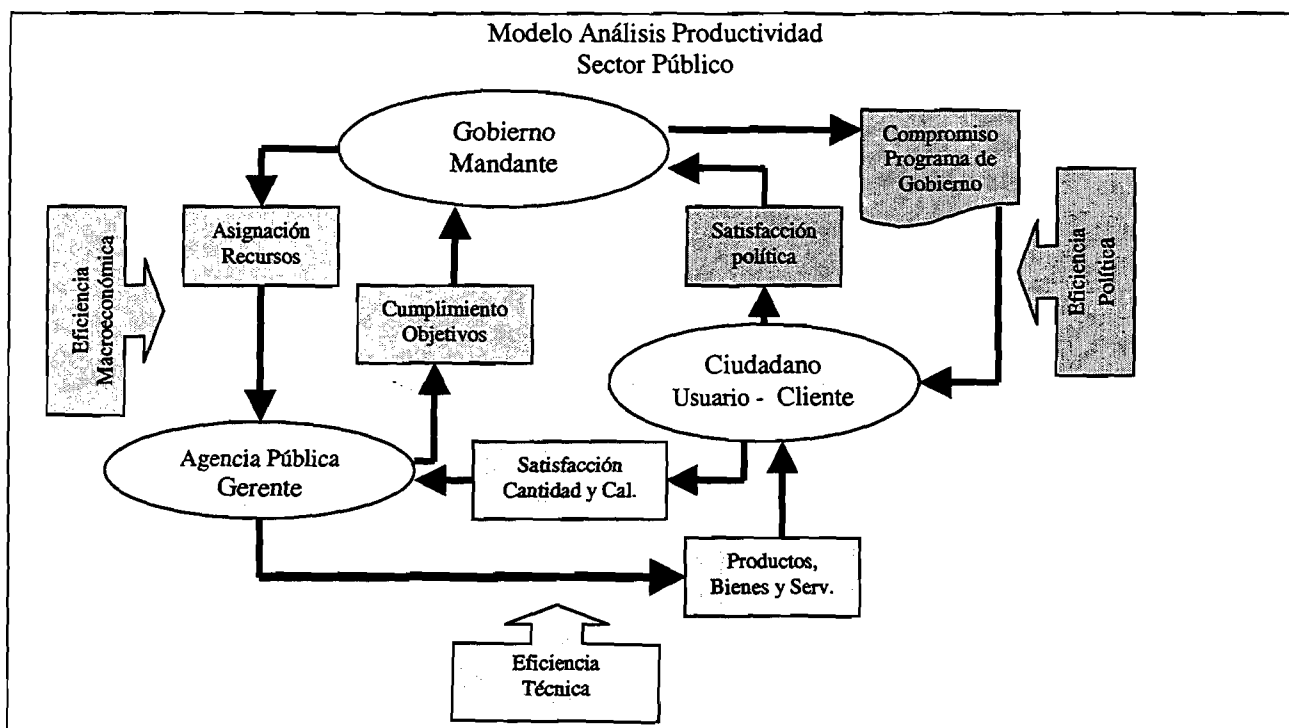 Modelo Análisis Productividad
Sector Público
Gobierno
Mandante
Compromiso
Programa de
Gobierno
Asignación
Recursos
Satisfacción
política
Eficiencia
Macroeconómica
Eficiencia
Política
Cumplimiento
Objetivos
Ciudadano
Usuario - Cliente
Agencia Pública
Gerente
Satisfacción
Cantidad y Cal.
Productos,
Bienes y Serv.
Eficiencia
Técnica